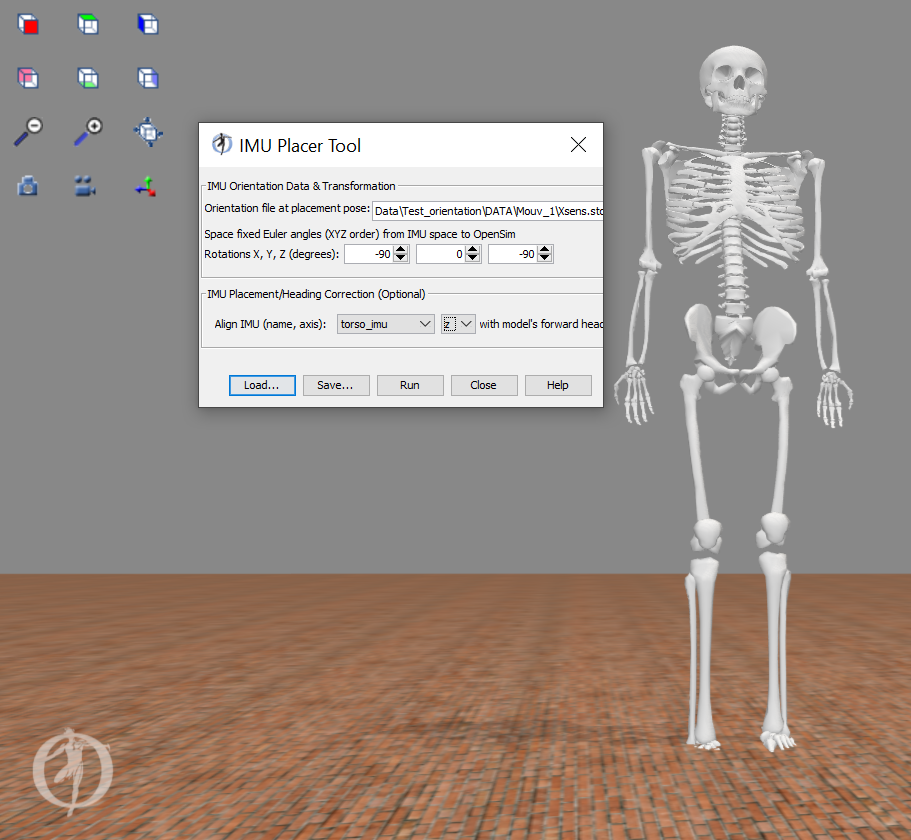 IMU Placer Tool
IMU Orientation Data & Transformation
Orientation file at placement pose: Data\Test_orientation\DATA\Mouv_1\Xsens.sto
Space fixed Euler angles (XYZ order) from IMU space to OpenSim
Rotations X, Y, Z (degrees): -90 0 -90
IMU Placement/Heading Correction (Optional)
Align IMU (name, axis): torso_imu z with model's forward head
Load... Save... Run Close Help